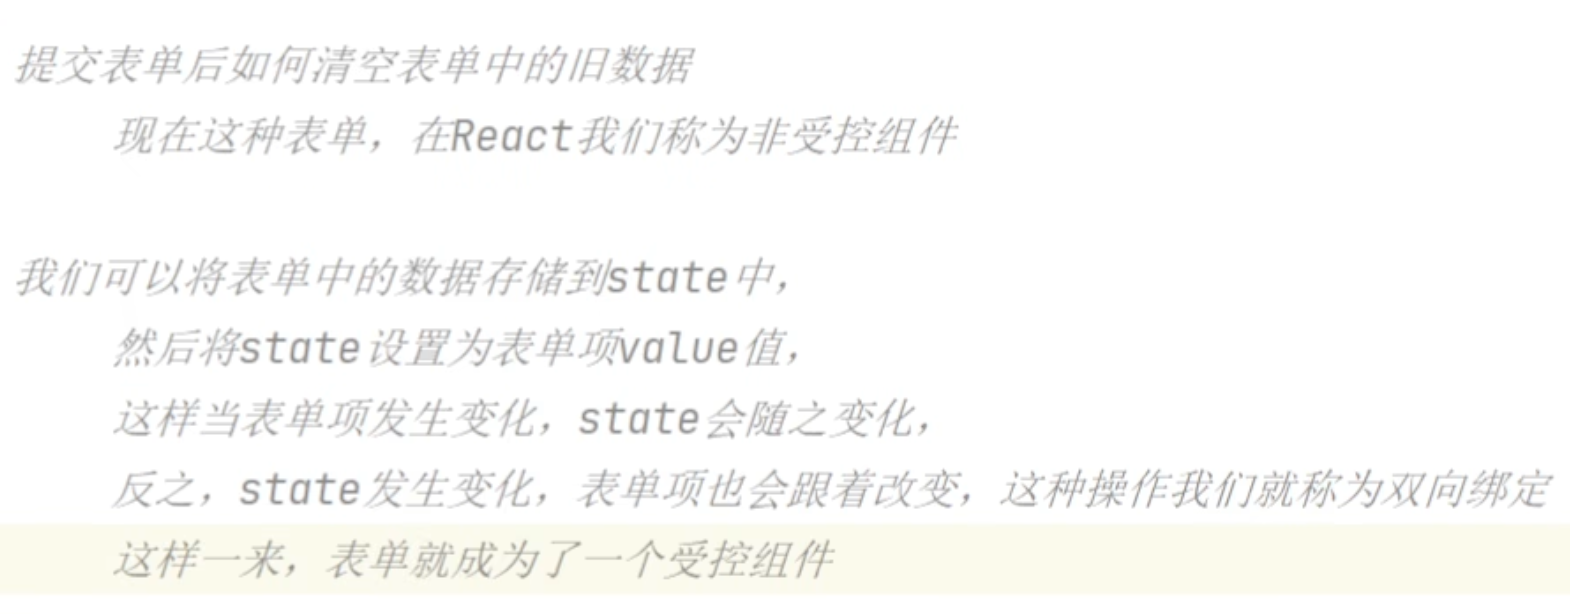 提交表单后如何清空表单中的旧数据
现在这种表单，在React我们称为非受控组件
我们可以将表单中的数据存储到state中，
然后将state设置为表单项value值，
这样当表单项发生变化，state会随之变化，
反之，state发生变化，表单项也会跟着改变，这种操作我们就称为双向绑定
这样一来，表单就成为了一个受控组件